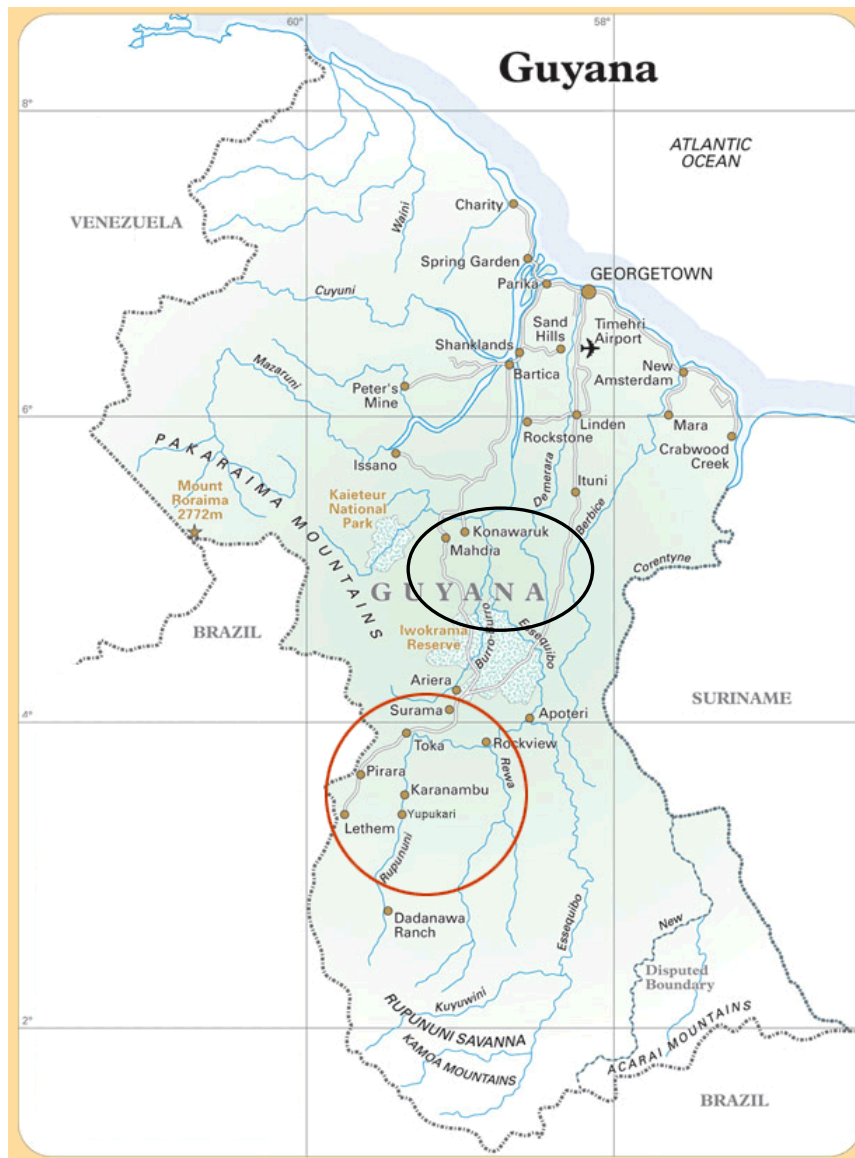 60°
58°
Guyana
8°
ATLANTIC
OCEAN
VENEZUELA
Waini
Charity
Spring Garden
GEORGETOWN
Parika
Cuyuni
Sand
Hills
Timehri
Airport
Shanklands
Bartica
New
Amsterdam
Mazaruni
Peter's
Mine
6°
Linden
Rockstone
Mara
Crabwood
Creek
PAKARAIMA MOUNTAINS
Issano
Mount
Roraima
2772m
Kaieteur
National
Park
Demerara
Ituni
Berbice
Konawaruk
Mahdia
Corentyne
GUYANA
BRAZIL
Iwokrama
Reserve
Burro-Burro
Essequibo
Ariera
SURINAME
Surama
4°
Apoteri
Toka
Rockview
Rewa
Pirara
Karanambu
Yupukari
Lethem
Rupununi
Dadanawa
Ranch
Essequibo
New
Disputed
Boundary
Kuyuwini
2°
RUPUNUNI SAVANNA
KAMOA MOUNTAINS
ACARAI MOUNTAINS
BRAZIL